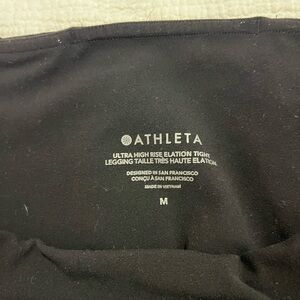 ATHLETA
ULTRA HIGH RISE ELATION TIGHT
LEGGING TAILLE TRÈS HAUTE ELATION
DESIGNED IN SAN FRANCISCO
CONÇU À SAN FRANCISCO
MADE IN VIETNAM
M